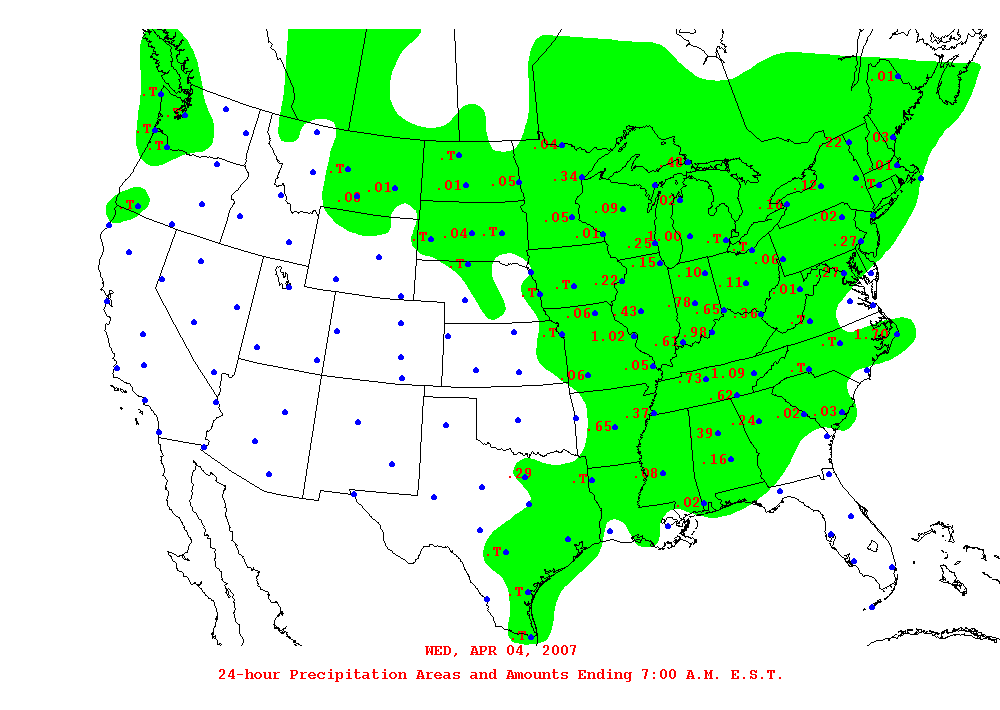 .01
.T
.T
.T .03
.T .22
.04
.T .48
.01
.T .34
.01 .01 .05 .12 .T
.08 .02
.T .09 .16
.05 .02
.T .04 .T .01 1.00 .T
.25 .T .27
.T .15 .06
.10 .27
.T .22 .11
.T .01
.78 .65
.06 .43 .36
.T
.T 1.02 .98 1.20
.61 .T
.05 .T
.06 .73 1.09
.62
.37 .02 .03
.65 .24
.39
.16
.29 .T .08
.02
.T
.T
.T
WED, APR 04, 2007
24-hour Precipitation Areas and Amounts Ending 7:00 A.M. E.S.T.